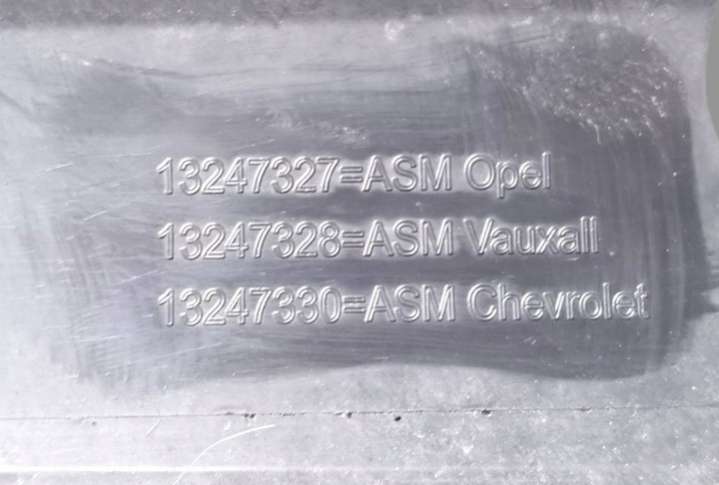 13247327=ASM Opel
13247328=ASM Vauxall
13247330=ASM Chevrolet